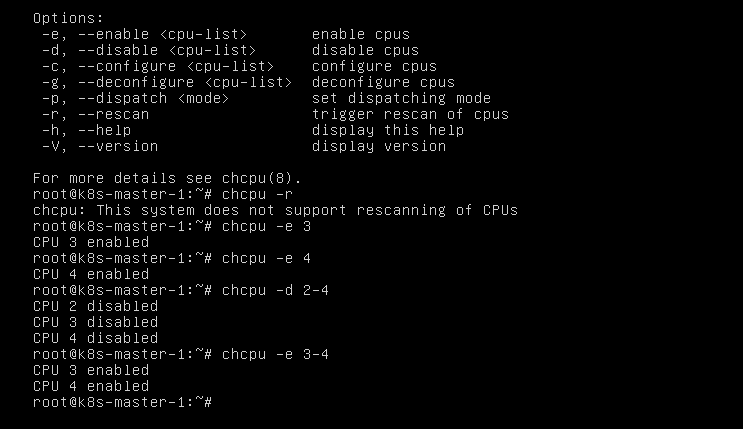 Options:
 -e, --enable <cpu-list>       enable cpus
 -d, --disable <cpu-list>      disable cpus
 -c, --configure <cpu-list>    configure cpus
 -g, --deconfigure <cpu-list>  deconfigure cpus
 -p, --dispatch <mode>         set dispatching mode
 -r, --rescan                  trigger rescan of cpus
 -h, --help                    display this help
 -V, --version                 display version

For more details see chcpu(8).
root@k8s-master-1:~# chcpu -r
chcpu: This system does not support rescanning of CPUs
root@k8s-master-1:~# chcpu -e 3
CPU 3 enabled
root@k8s-master-1:~# chcpu -e 4
CPU 4 enabled
root@k8s-master-1:~# chcpu -d 2-4
CPU 2 disabled
CPU 3 disabled
CPU 4 disabled
root@k8s-master-1:~# chcpu -e 3-4
CPU 3 enabled
CPU 4 enabled
root@k8s-master-1:~#